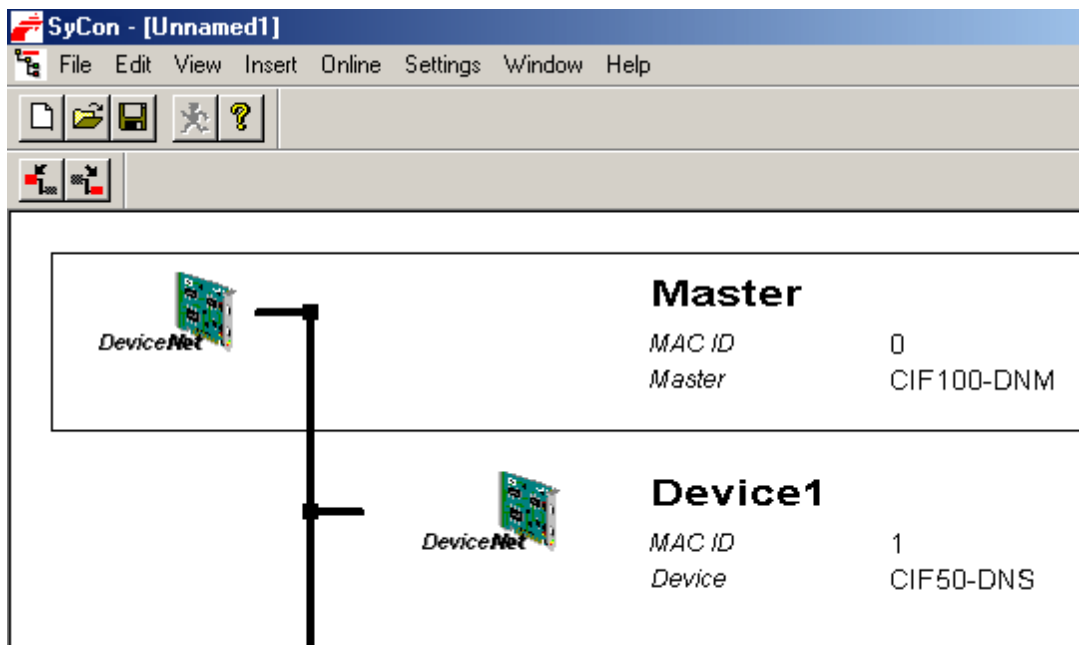 SyCon - [Unnamed1]
File Edit View Insert Online Settings Window Help
Master
DeviceNet
MAC ID 0
Master CIF100-DNM
Device1
DeviceNet
MAC ID 1
Device CIF50-DNS